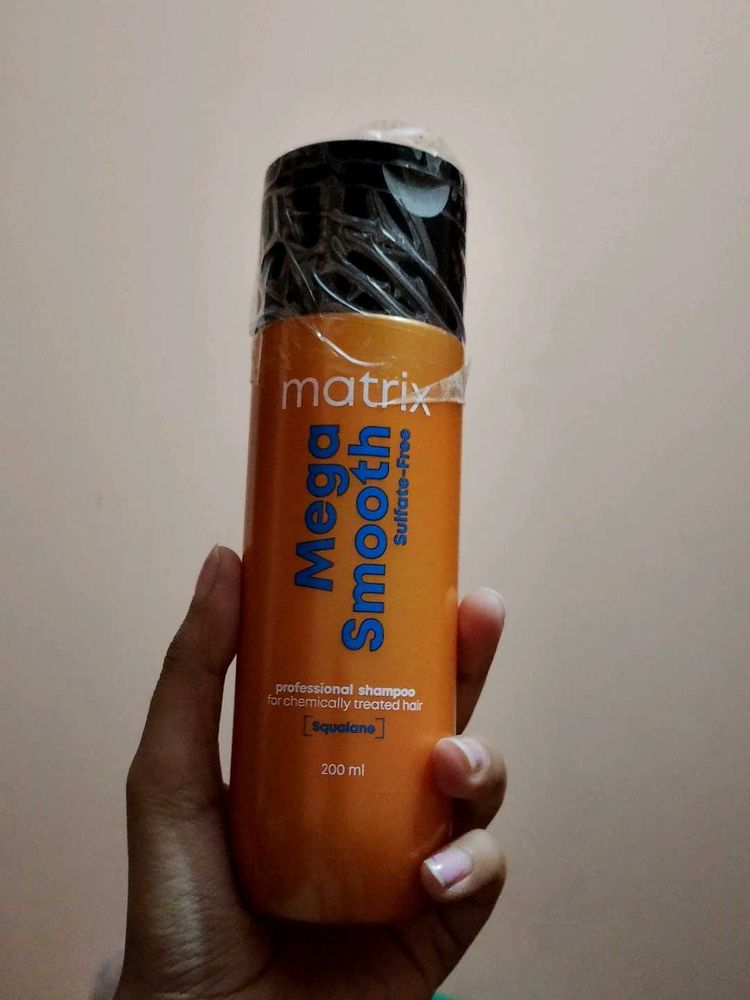 matrix
Mega
Smooth
Sulfate-Free
professional shampoo
for chemically treated hair
[Squalane]
200 ml